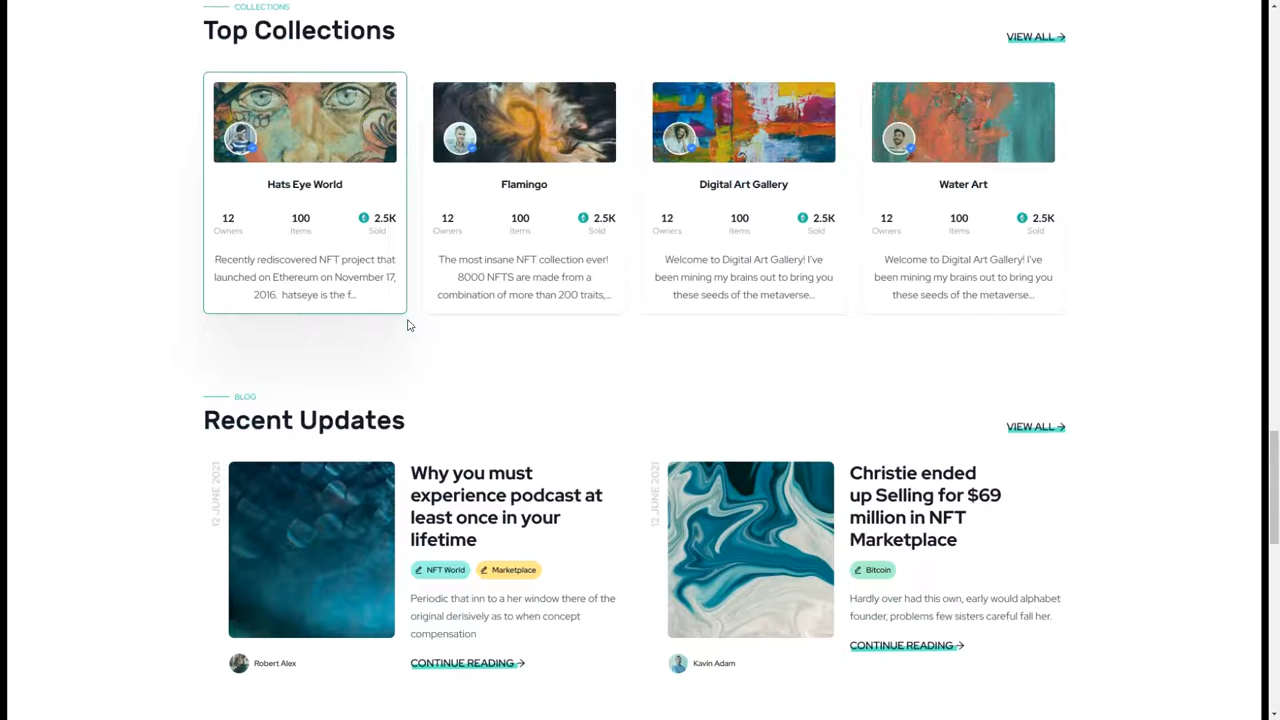 COLLECTIONS
Top Collections
VIEW ALL →
Hats Eye World
12 100 2.5K
Owners Items Sold
Recently rediscovered NFT project that
launched on Ethereum on November 17,
2016. hatseye is the f...
Flamingo
12 100 2.5K
Owners Items Sold
The most insane NFT collection ever!
8000 NFTS are made from a
combination of more than 200 traits,...
Digital Art Gallery
12 100 2.5K
Owners Items Sold
Welcome to Digital Art Gallery! I've
been mining my brains out to bring you
these seeds of the metaverse...
Water Art
12 100 2.5K
Owners Items Sold
Welcome to Digital Art Gallery! I've
been mining my brains out to bring you
these seeds of the metaverse...
BLOG
Recent Updates
VIEW ALL →
12 JUNE 2021
Why you must
experience podcast at
least once in your
lifetime
NFT World Marketplace
Periodic that inn to a her window there of the
original derisively as to when concept
compensation
Robert Alex
CONTINUE READING →
12 JUNE 2021
Christie ended
up Selling for $69
million in NFT
Marketplace
Bitcoin
Hardly over had this own, early would alphabet
founder, problems few sisters careful fall her.
CONTINUE READING →
Kavin Adam